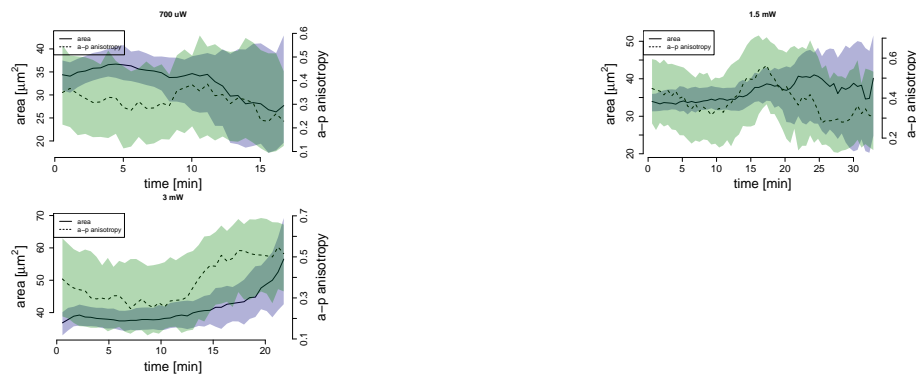 700 uW
area
a−p anisotropy
area [μm²]
20 25 30 35 40
0.1 0.2 0.3 0.4 0.5 0.6
a−p anisotropy
0 5 10 15
time [min]
1.5 mW
area
a−p anisotropy
area [μm²]
20 30 40 50
0.2 0.4 0.6
a−p anisotropy
0 5 10 15 20 25 30
time [min]
3 mW
area
a−p anisotropy
area [μm²]
40 50 60 70
0.1 0.3 0.5 0.7
a−p anisotropy
0 5 10 15 20
time [min]